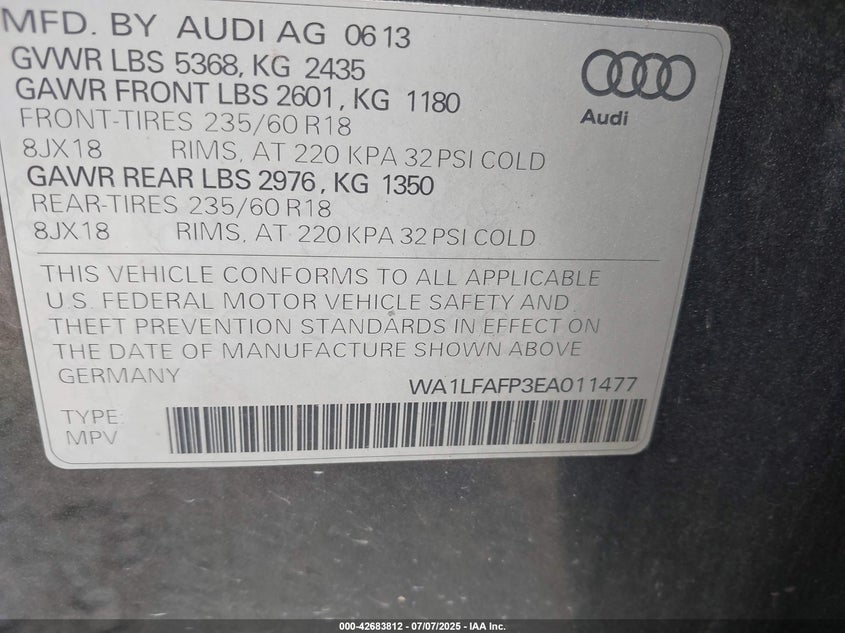 MFD. BY AUDI AG 0613
GVWR LBS 5368, KG 2435
GAWR FRONT LBS 2601, KG 1180
FRONT-TIRES 235/60 R18
8JX18 RIMS, AT 220 KPA 32 PSI COLD
GAWR REAR LBS 2976, KG 1350
REAR-TIRES 235/60 R18
8JX18 RIMS, AT 220 KPA 32 PSI COLD
Audi
THIS VEHICLE CONFORMS TO ALL APPLICABLE
U.S. FEDERAL MOTOR VEHICLE SAFETY AND
THEFT PREVENTION STANDARDS IN EFFECT ON
THE DATE OF MANUFACTURE SHOWN ABOVE
GERMANY
WA1LFAFP3EA011477
TYPE:
MPV
000-42683812 - 07/07/2025 - IAA Inc.